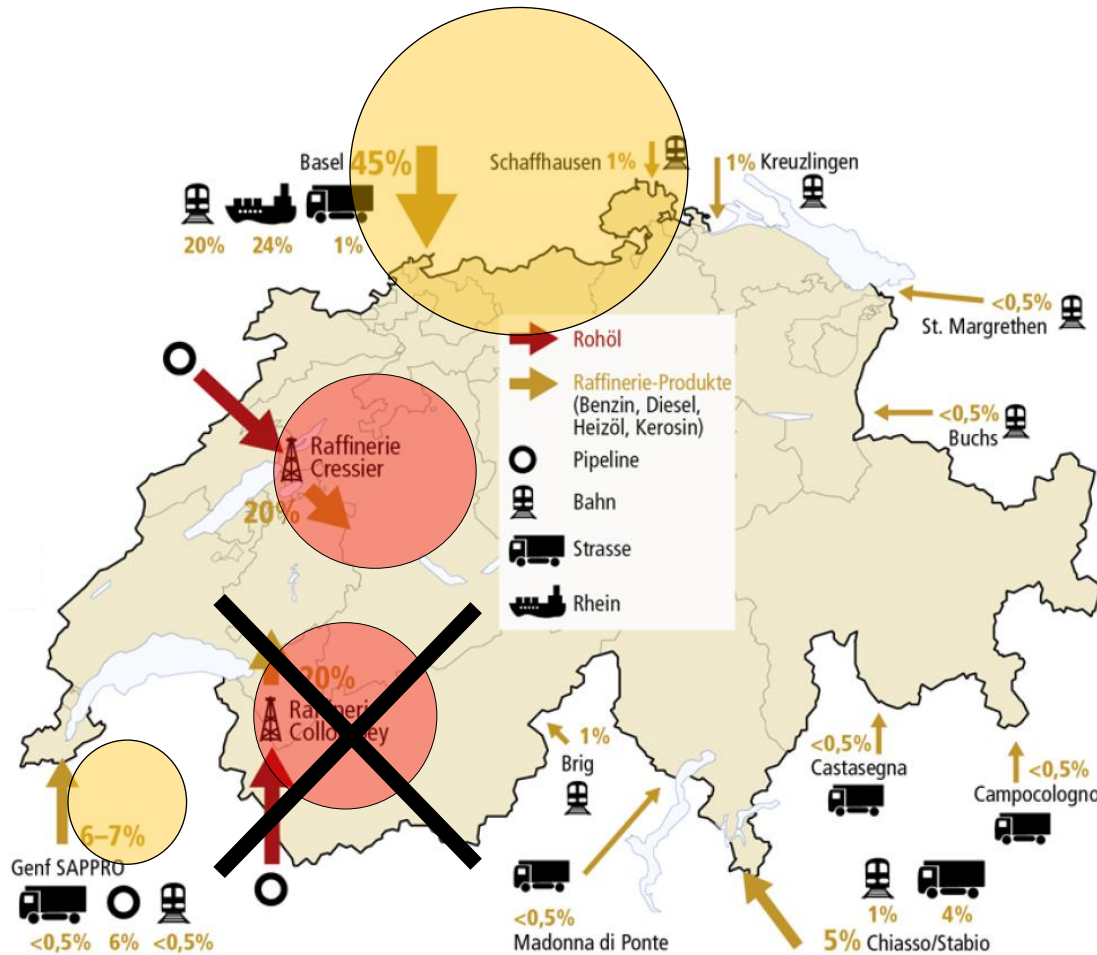 Basel 45%
20% 24% 1%
Schaffhausen 1%
1% Kreuzlingen
<0,5%
St. Margrethen
<0,5%
Buchs
Rohöl
Raffinerie-Produkte
(Benzin, Diesel,
Heizöl, Kerosin)
Pipeline
Bahn
Strasse
Rhein
Raffinerie
Cressier
20%
20%
6–7%
Genf SAPPRO
<0,5% 6% <0,5%
1%
Brig
<0,5%
Madonna di Ponte
<0,5%
Castasegna
<0,5%
Campocologno
1% 4%
5% Chiasso/Stabio